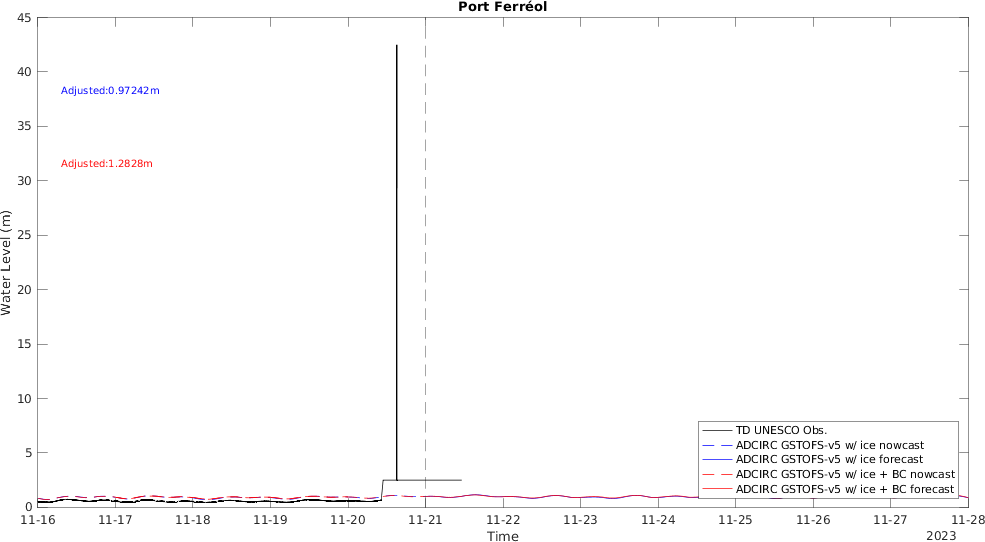 Port Ferréol
45
40
35
30
25
20
15
10
5
0
Water Level (m)
Adjusted:0.97242m
Adjusted:1.2828m
TD UNESCO Obs.
ADCIRC GSTOFS-v5 w/ ice nowcast
ADCIRC GSTOFS-v5 w/ ice forecast
ADCIRC GSTOFS-v5 w/ ice + BC nowcast
ADCIRC GSTOFS-v5 w/ ice + BC forecast
11-16 11-17 11-18 11-19 11-20 11-21 11-22 11-23 11-24 11-25 11-26 11-27 11-28
Time
2023